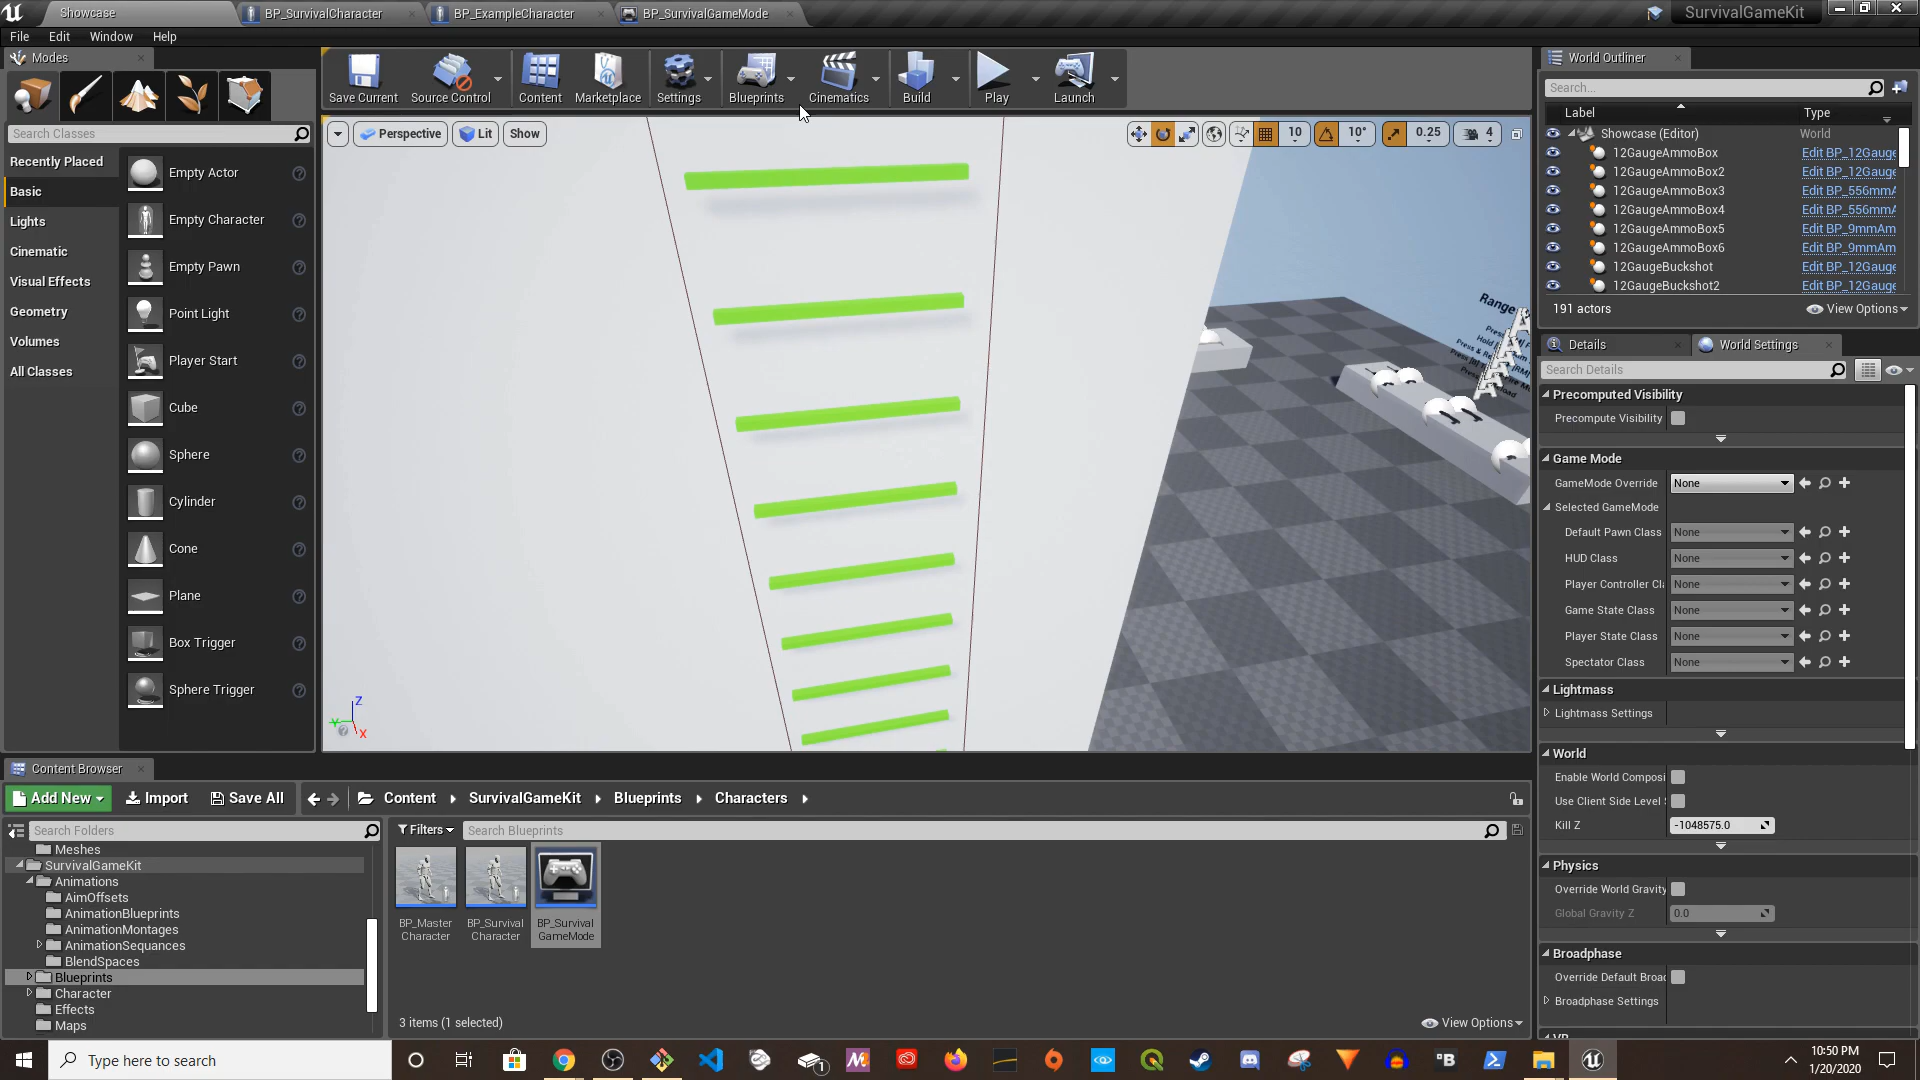 Showcase
BP_SurvivalCharacter
BP_ExampleCharacter
BP_SurvivalGameMode
SurvivalGameKit
File
Edit
Window
Help
Modes
Save Current
Source Control
Content
Marketplace
Settings
Blueprints
Cinematics
Build
Play
Launch
Search Classes
Recently Placed
Basic
Lights
Cinematic
Visual Effects
Geometry
Volumes
All Classes
Empty Actor
Empty Character
Empty Pawn
Point Light
Player Start
Cube
Sphere
Cylinder
Cone
Plane
Box Trigger
Sphere Trigger
Perspective
Lit
Show
10
10°
0.25
4
Range
Z
Y
X
World Outliner
Search...
Label
Type
Showcase (Editor)
World
12GaugeAmmoBox
Edit BP_12Gauge
12GaugeAmmoBox2
Edit BP_12Gauge
12GaugeAmmoBox3
Edit BP_556mmA
12GaugeAmmoBox4
Edit BP_556mmA
12GaugeAmmoBox5
Edit BP_9mmAm
12GaugeAmmoBox6
Edit BP_9mmAm
12GaugeBuckshot
Edit BP_12Gauge
12GaugeBuckshot2
Edit BP_12Gauge
191 actors
View Options
Details
World Settings
Search Details
Precomputed Visibility
Precompute Visibility
Game Mode
GameMode Override
None
Selected GameMode
Default Pawn Class
None
HUD Class
None
Player Controller Cl
None
Game State Class
None
Player State Class
None
Spectator Class
None
Lightmass
Lightmass Settings
World
Enable World Composi
Use Client Side Level
Kill Z
-1048575.0
Physics
Override World Gravity
Global Gravity Z
0.0
Broadphase
Override Default Broad
Broadphase Settings
Content Browser
Add New
Import
Save All
Content
SurvivalGameKit
Blueprints
Characters
Search Folders
Filters
Search Blueprints
Meshes
SurvivalGameKit
Animations
AimOffsets
AnimationBlueprints
AnimationMontages
AnimationSequances
BlendSpaces
Blueprints
Character
Effects
Maps
BP_Master
Character
BP_Survival
Character
BP_Survival
GameMode
3 items (1 selected)
View Options
Type here to search
10:50 PM
1/20/2020